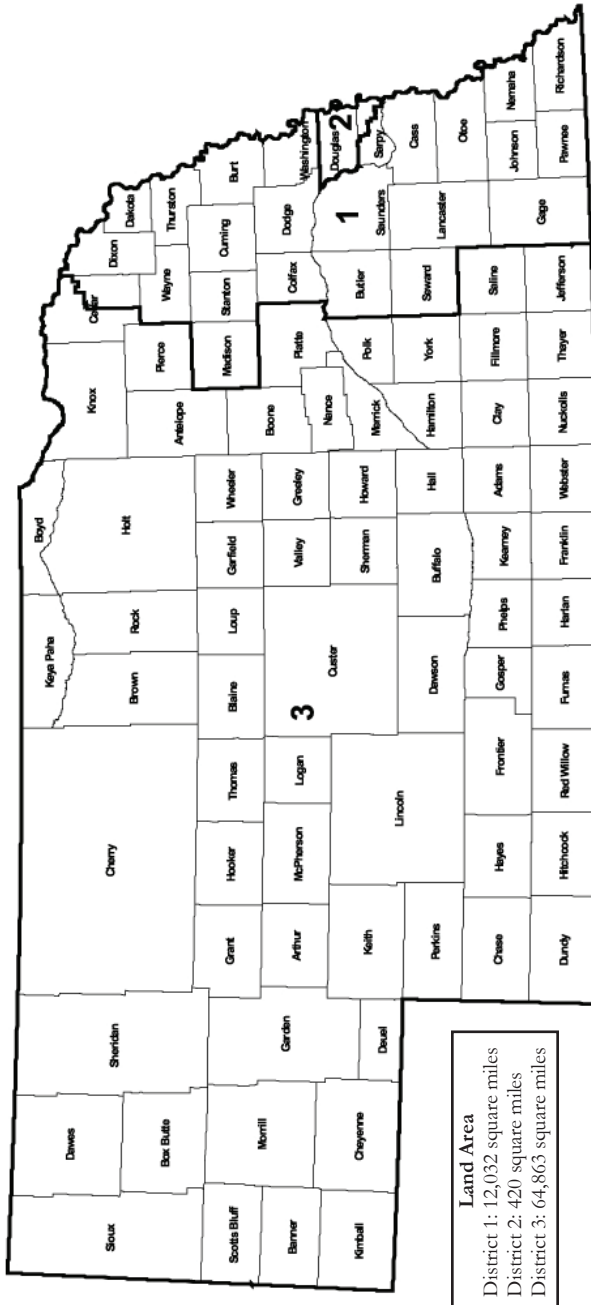 Sioux
Dawes
Sheridan
Cherry
Keya Paha
Boyd
Brown
Rock
Holt
Knox
Cedar
Dixon
Dakota
Box Butte
Antelope
Pierce
Wayne
Thurston
Scotts Bluff
Morrill
Garden
Grant
Hooker
Thomas
Blaine
Loup
Garfield
Wheeler
Boone
Madison
Stanton
Cuming
Burt
Banner
Arthur
McPherson
Logan
3
Custer
Valley
Greeley
Nance
Platte
Colfax
Dodge
Washington
Kimball
Cheyenne
Deuel
Keith
Lincoln
Sherman
Howard
Merrick
Polk
Butler
1
Saunders
Douglas
2
Sarpy
Perkins
Dawson
Buffalo
Hall
Hamilton
York
Seward
Lancaster
Cass
Otoe
Chase
Hayes
Frontier
Gosper
Phelps
Kearney
Adams
Clay
Fillmore
Saline
Gage
Johnson
Nemaha
Dundy
Hitchcock
Red Willow
Furnas
Harlan
Franklin
Webster
Nuckolls
Thayer
Jefferson
Pawnee
Richardson
Land Area
District 1: 12,032 square miles
District 2: 420 square miles
District 3: 64,863 square miles